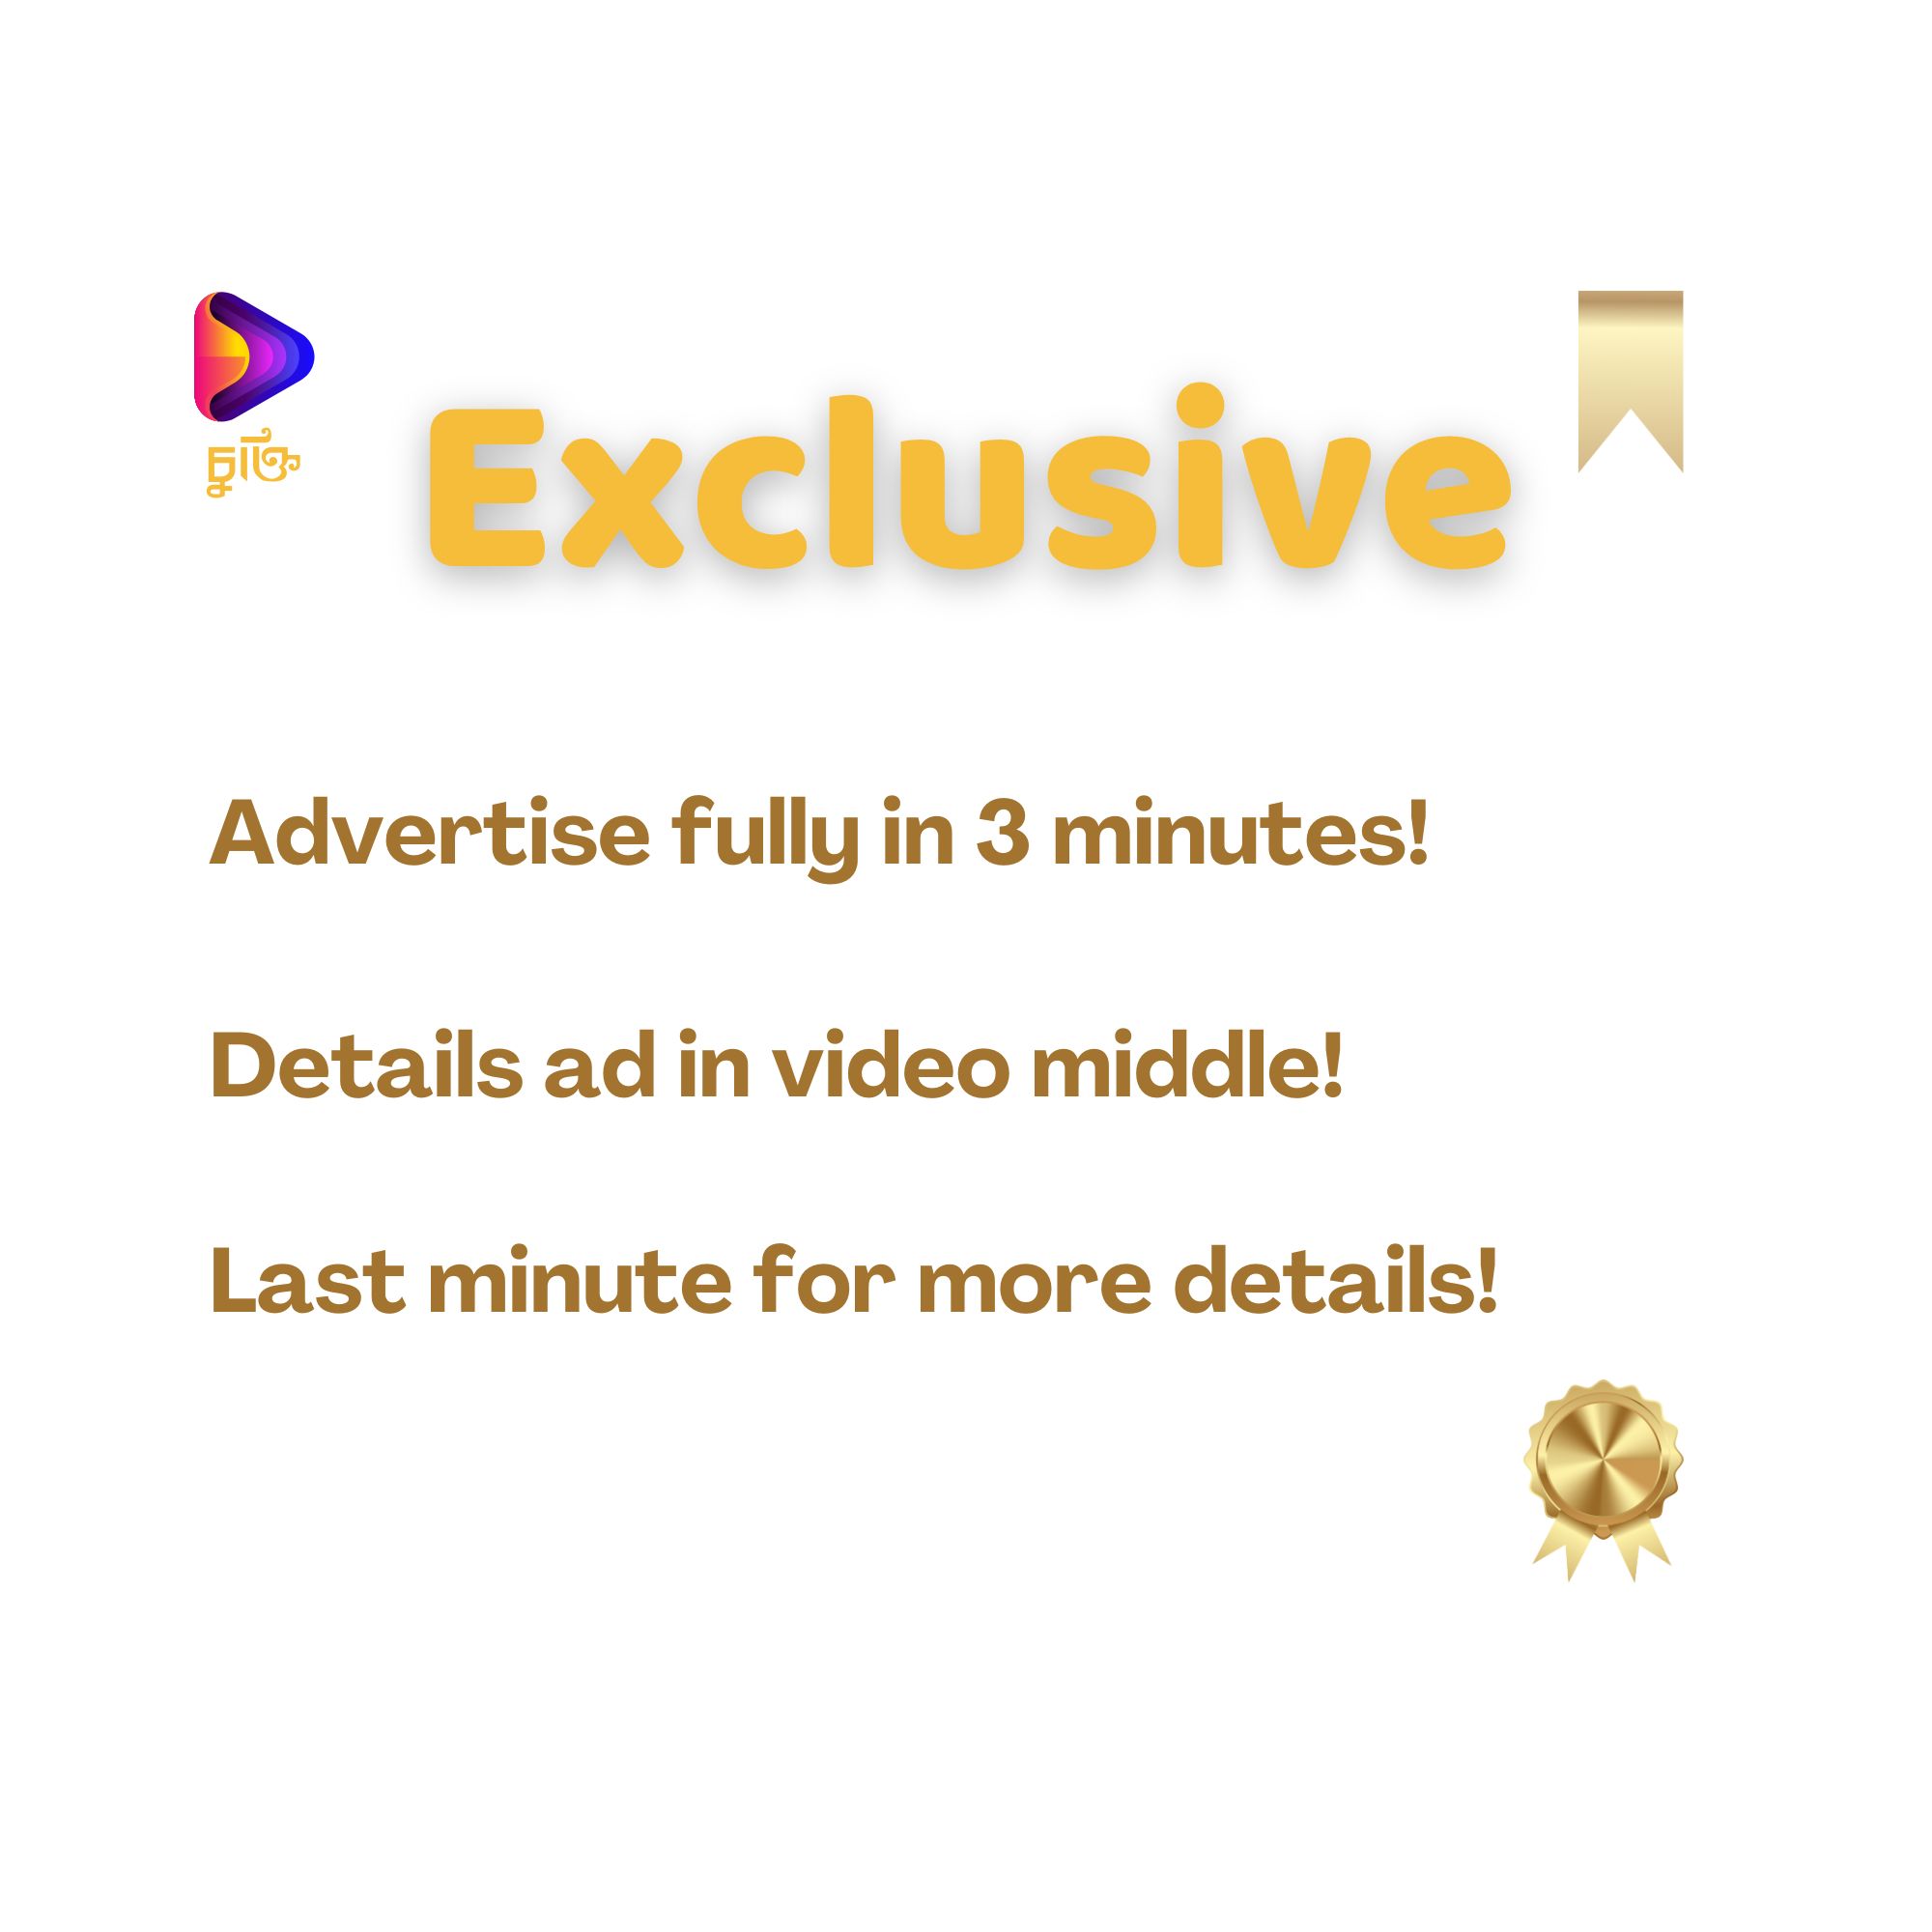 Exclusive
Advertise fully in 3 minutes!
Details ad in video middle!
Last minute for more details!